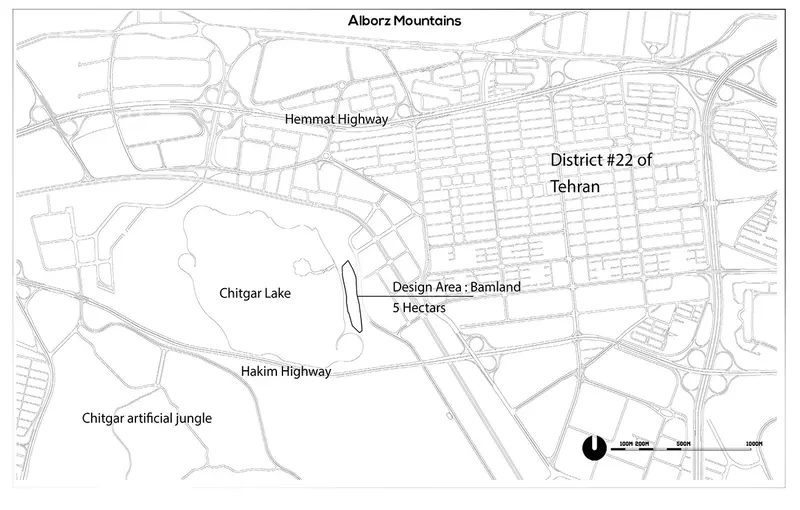 Alborz Mountains
Hemmat Highway
District #22 of
Tehran
Chitgar Lake
Design Area : Bamland
5 Hectars
Hakim Highway
Chitgar artificial jungle
100M 200M 500M 1000M